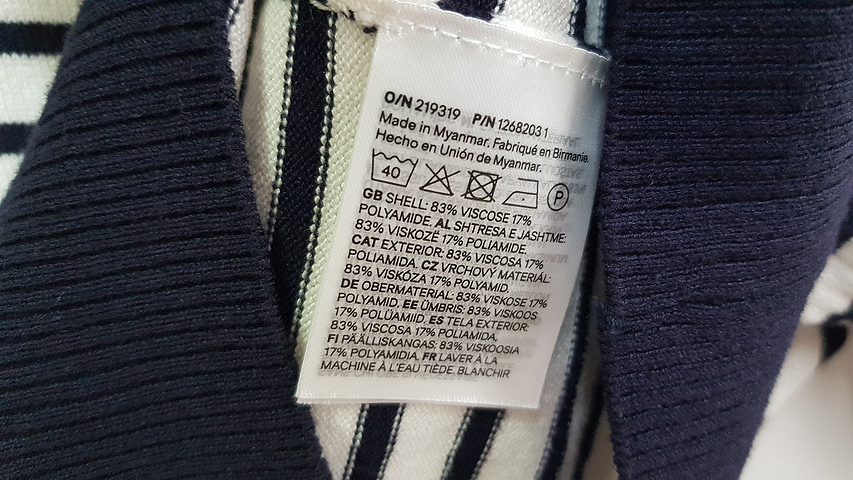 O/N 219319 P/N 12682031
Made in Myanmar. Fabriqué en Birmanie.
Hecho en Unión de Myanmar.
40 P
GB SHELL: 83% VISCOSE 17%
POLYAMIDE. AL SHTRESA E JASHTME:
83% VISKOZË 17% POLIAMIDE.
CAT EXTERIOR: 83% VISCOSA 17%
POLIAMIDA. CZ VRCHOVÝ MATERIÁL:
83% VISKÓZA 17% POLYAMID.
DE OBERMATERIAL: 83% VISKOSE 17%
POLYAMID. EE ÜMBRIS: 83% VISKOOS
17% POLÜAMIID. ES TELA EXTERIOR:
83% VISCOSA 17% POLIAMIDA.
FI PÄÄLLISKANGAS: 83% VISKOOSIA
17% POLYAMIDIA. FR LAVER À LA
MACHINE À L'EAU TIÈDE. BLANCHIR